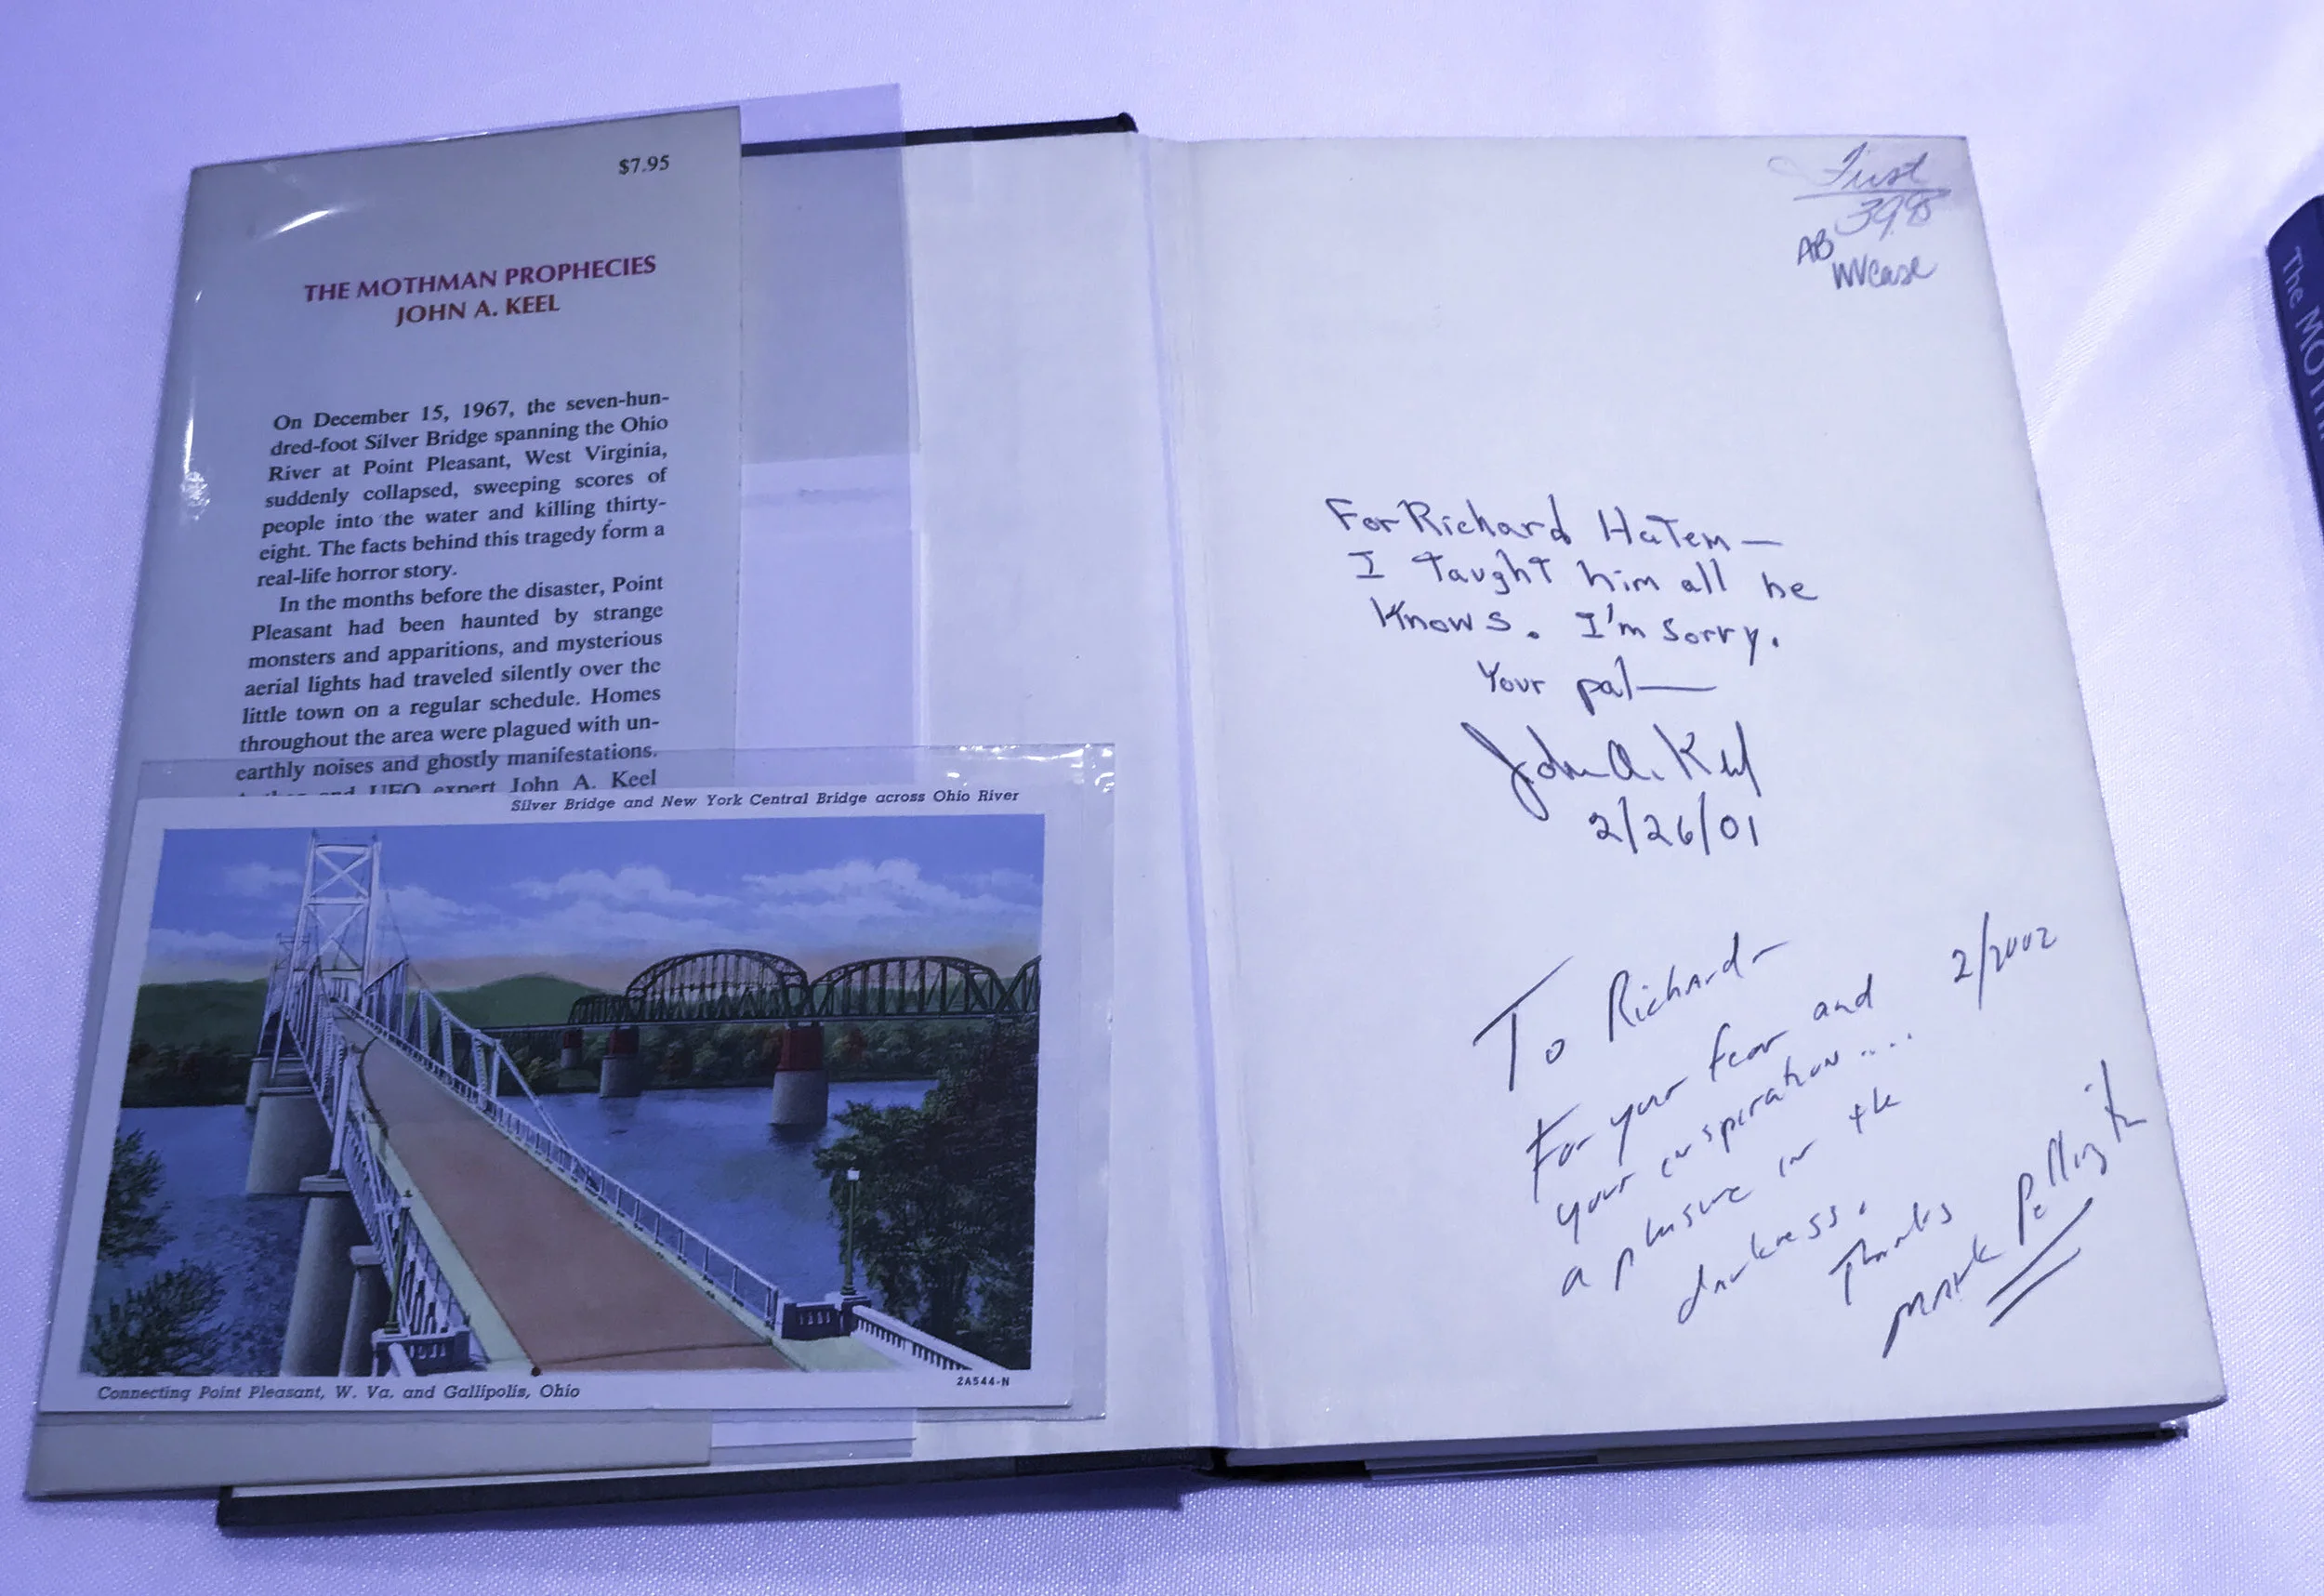 $7.95
THE MOTHMAN PROPHECIES
JOHN A. KEEL
On December 15, 1967, the seven-hun-
dred-foot Silver Bridge spanning the Ohio
River at Point Pleasant, West Virginia,
suddenly collapsed, sweeping scores of
people into the water and killing thirty-
eight. The facts behind this tragedy form a
real-life horror story.
In the months before the disaster, Point
Pleasant had been haunted by strange
monsters and apparitions, and mysterious
aerial lights had traveled silently over the
little town on a regular schedule. Homes
throughout the area were plagued with un-
earthly noises and ghostly manifestations.
and UFO expert John A. Keel
Silver Bridge and New York Central Bridge across Ohio River
Connecting Point Pleasant, W. Va. and Gallipolis, Ohio
2A544-N
First
AB
For Richard Hatem—
I taught him all he
Knows. I'm sorry.
Your pal—
John A. Keel
2/26/01
To Richard-
2/2002
For your fear and
your inspiration....
a pleasure in the
darkness.
Thanks
Mark Pellington
The MOTH